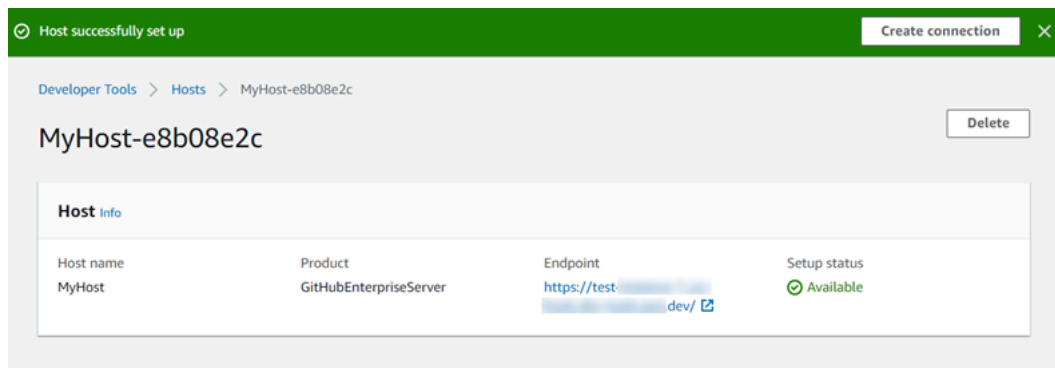 Host successfully set up
Create connection
Developer Tools > Hosts > MyHost-e8b08e2c
MyHost-e8b08e2c
Delete
Host Info
Host name
Product
Endpoint
Setup status
MyHost
GitHubEnterpriseServer
https://test-
dev/
Available